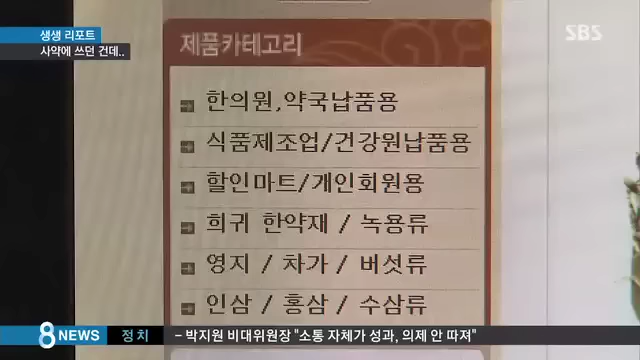 생생 리포트
사약에 쓰던 건데..
SBS
제품카테고리
한의원,약국납품용
식품제조업/건강원납품용
할인마트/개인회원용
희귀 한약재 / 녹용류
영지 / 차가 / 버섯류
인삼 / 홍삼 / 수삼류
8 NEWS 정치 - 박지원 비대위원장 "소통 자체가 성과, 의제 안 따져"